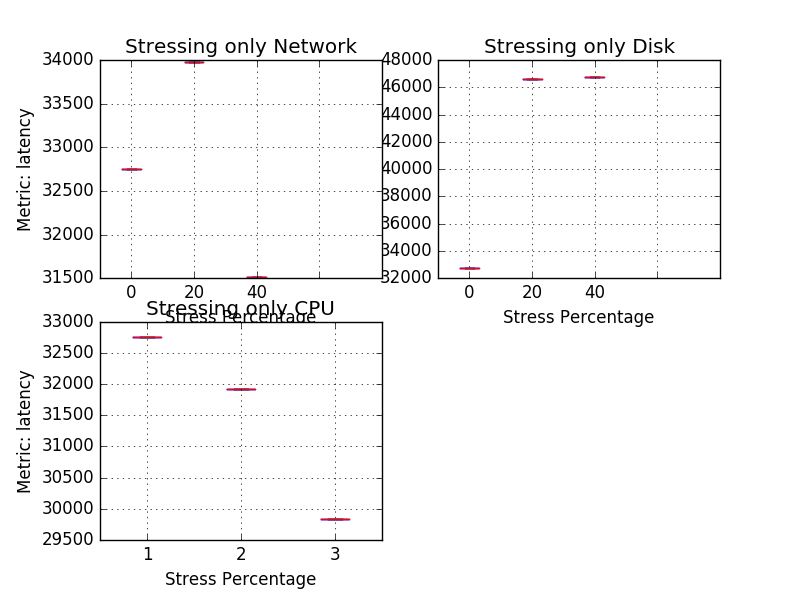 Stressing only Network
34000
33500
33000
32500
32000
31500
Metric: latency
0 20 40
Stress Percentage
Stressing only Disk
48000
46000
44000
42000
40000
38000
36000
34000
32000
0 20 40
Stress Percentage
Stressing only CPU
33000
32500
32000
31500
31000
30500
30000
29500
Metric: latency
1 2 3
Stress Percentage